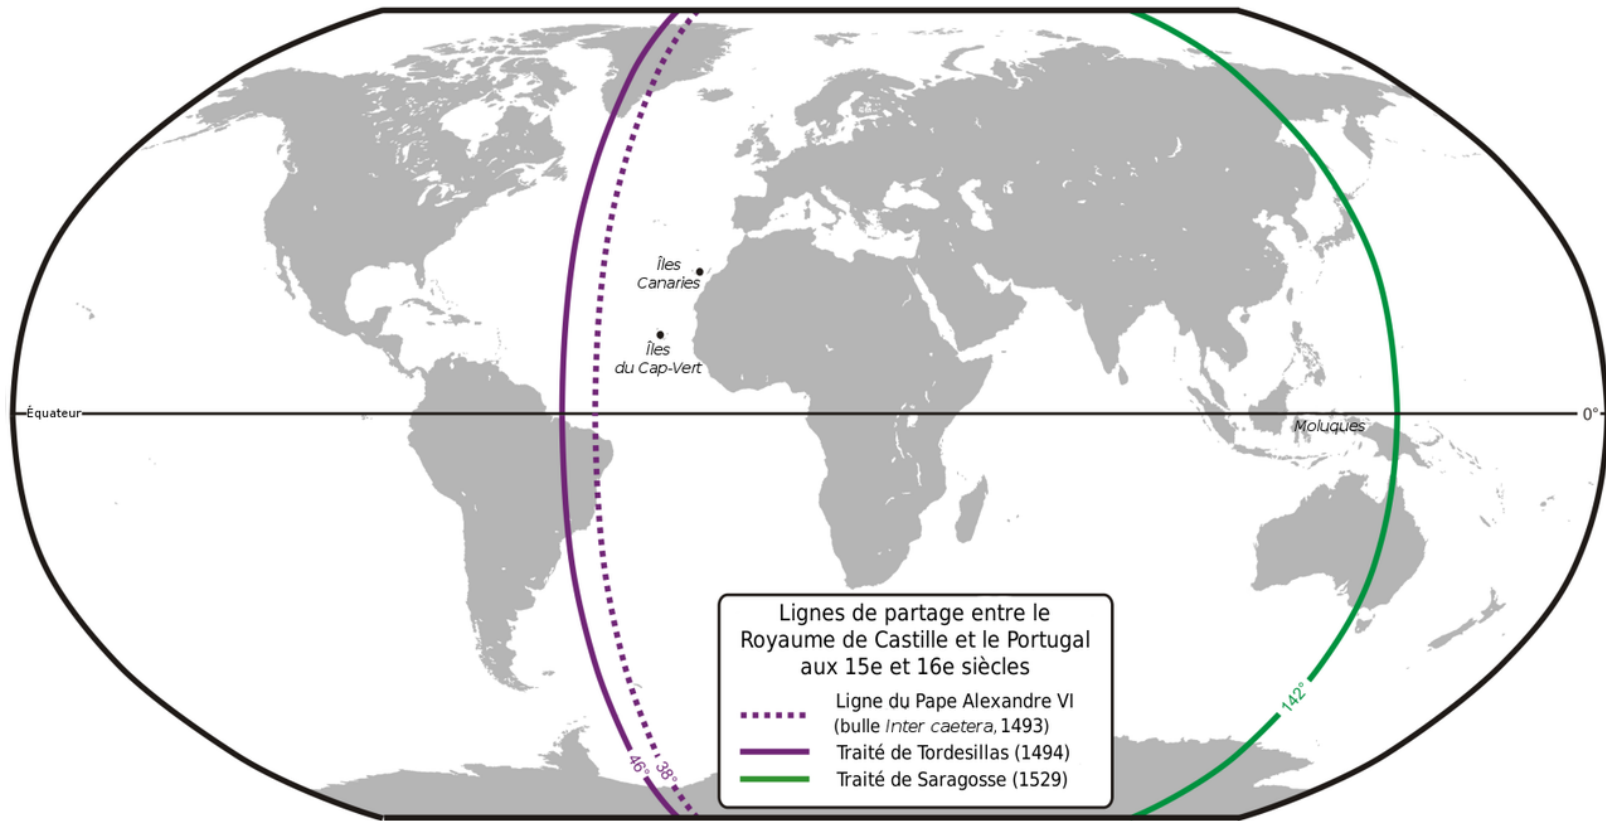 Îles
Canaries
Îles
du Cap-Vert
Équateur
0°
Moluques
Lignes de partage entre le
Royaume de Castille et le Portugal
aux 15e et 16e siècles
Ligne du Pape Alexandre VI
(bulle Inter caetera, 1493)
Traité de Tordesillas (1494)
Traité de Saragosse (1529)
142°
46°
38°